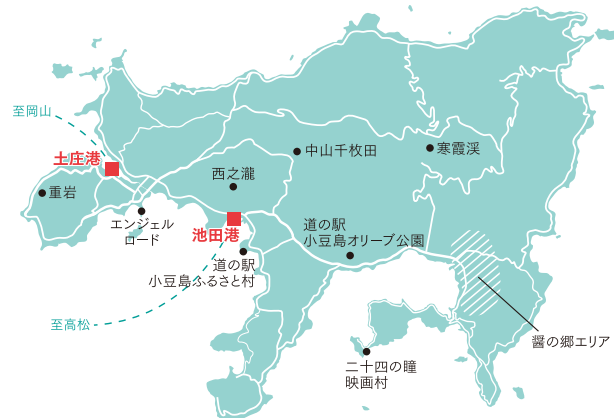 至岡山
土庄港
重岩
エンジェル
ロード
西之瀧
中山千枚田
寒霞渓
池田港
道の駅
小豆島オリーブ公園
道の駅
小豆島ふるさと村
至高松
醤の郷エリア
二十四の瞳
映画村